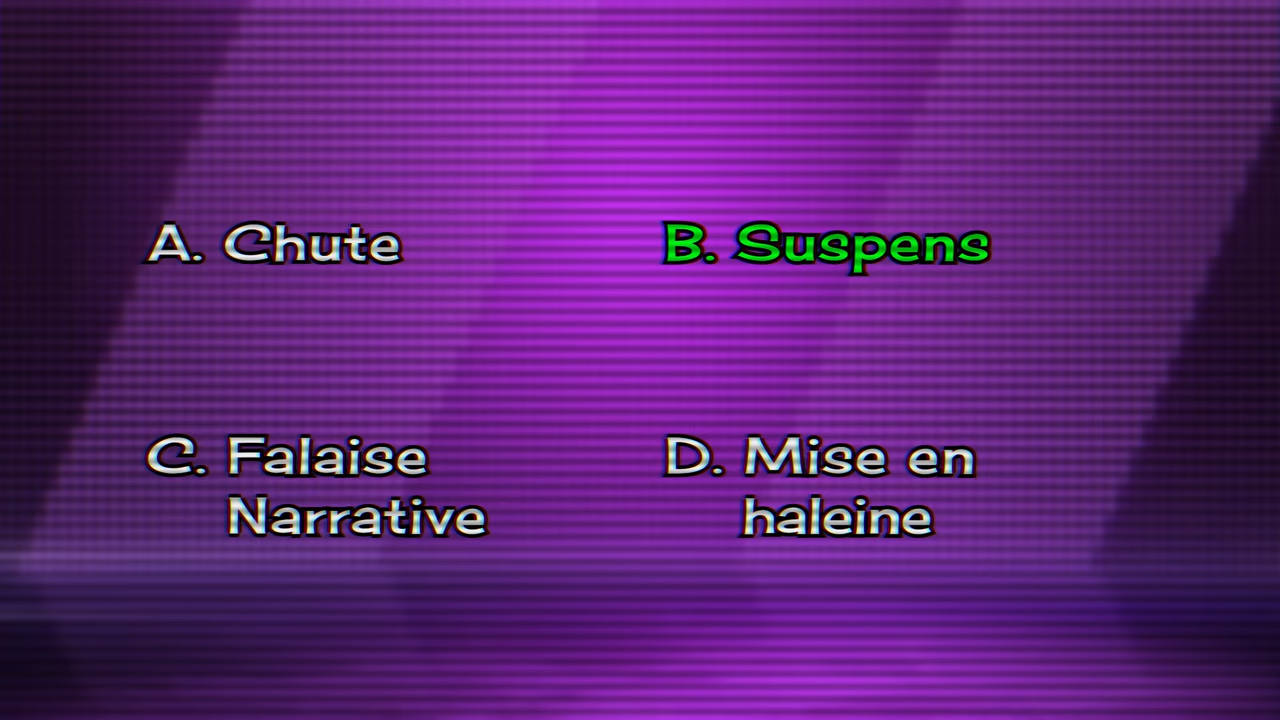 A. Chute
B. Suspens
C. Falaise
Narrative
D. Mise en
haleine